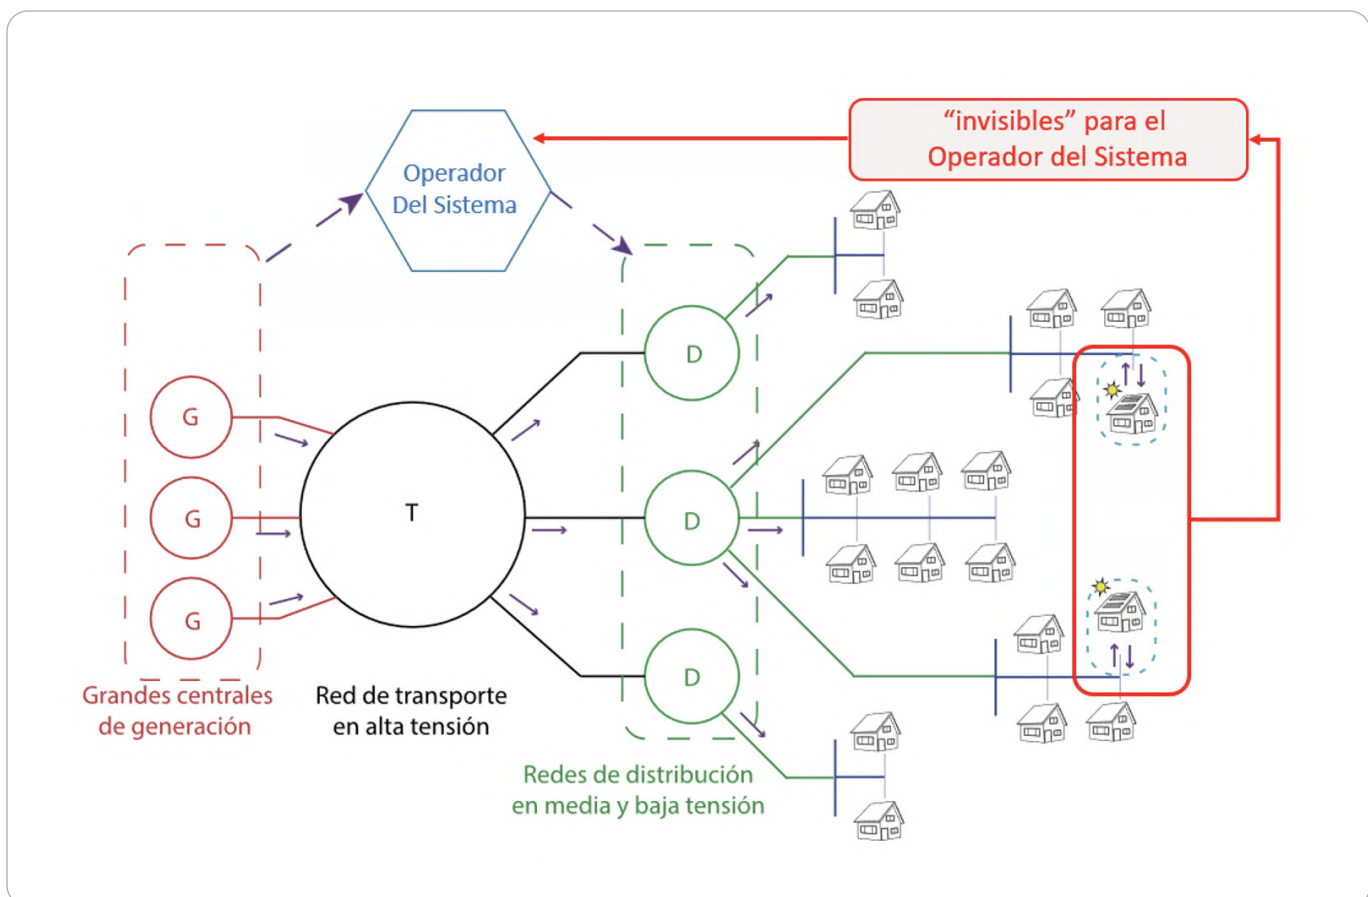 “invisibles” para el
Operador del Sistema
Operador
Del Sistema
G
G
G
T
D
D
D
Grandes centrales
de generación
Red de transporte
en alta tensión
Redes de distribución
en media y baja tensión